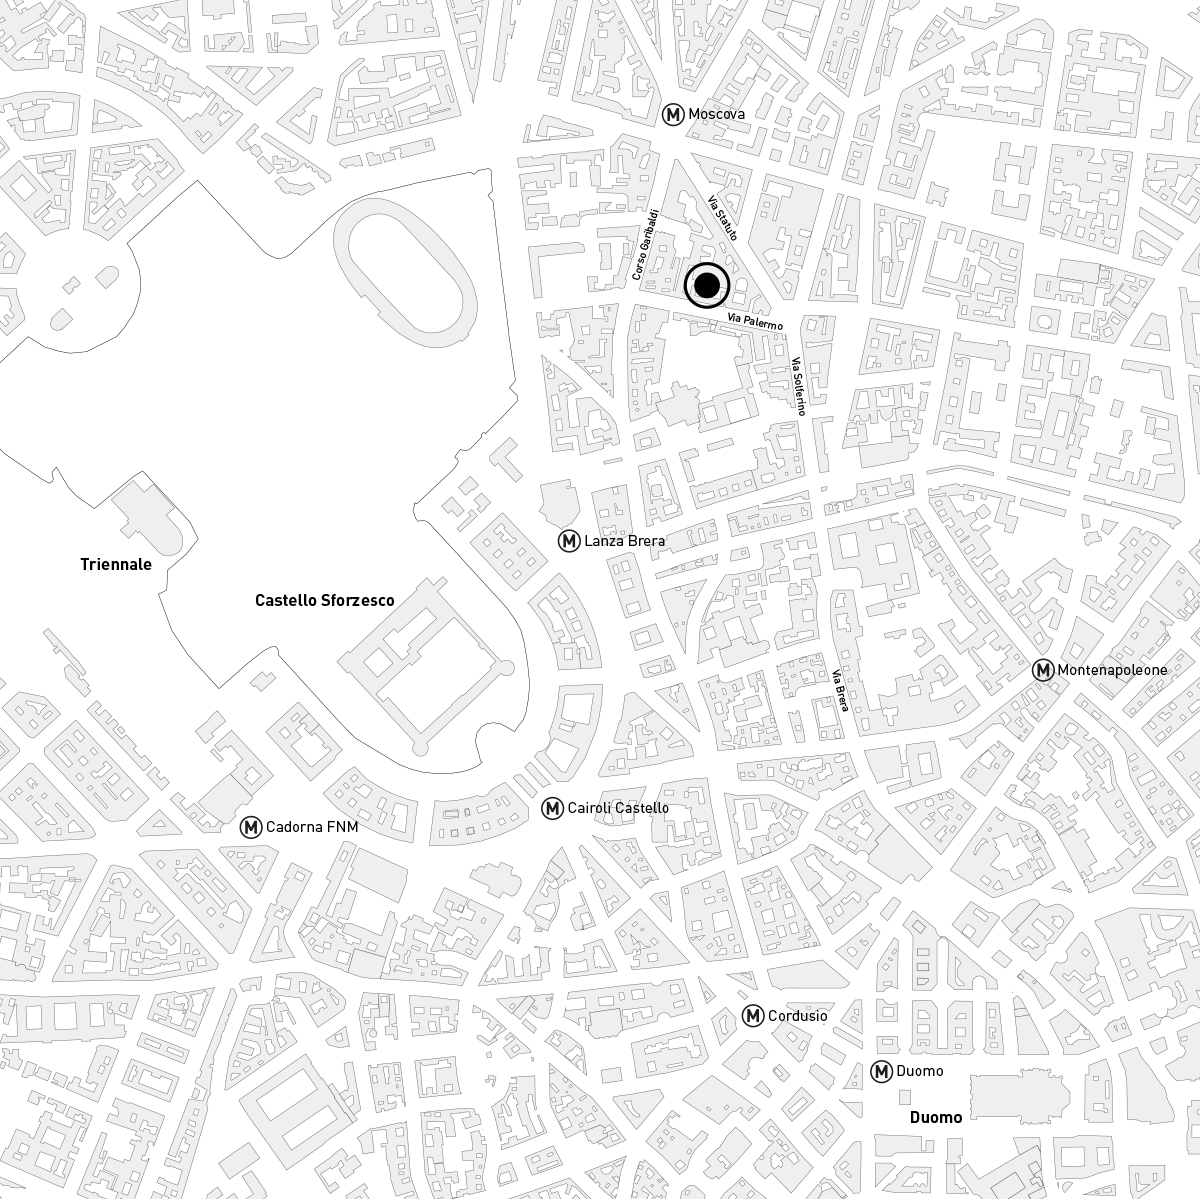 M Moscova
Via Statuto
Corso Garibaldi
Via Palermo
Via Solferino
M Lanza Brera
Triennale
Castello Sforzesco
M Montenapoleone
Via Brera
M Cairoli Castello
M Cadorna FNM
M Cordusio
M Duomo
Duomo